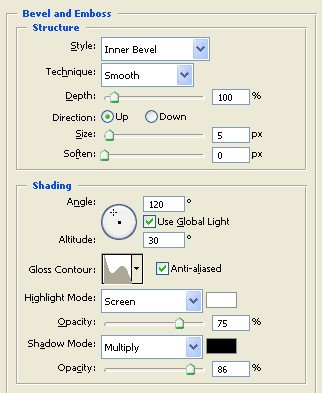 Bevel and Emboss
Structure
Style: Inner Bevel
Technique: Smooth
Depth: 100 %
Direction: Up Down
Size: 5 px
Soften: 0 px
Shading
Angle: 120 °
Use Global Light
Altitude: 30 °
Gloss Contour: Anti-aliased
Highlight Mode: Screen
Opacity: 75 %
Shadow Mode: Multiply
Opacity: 86 %